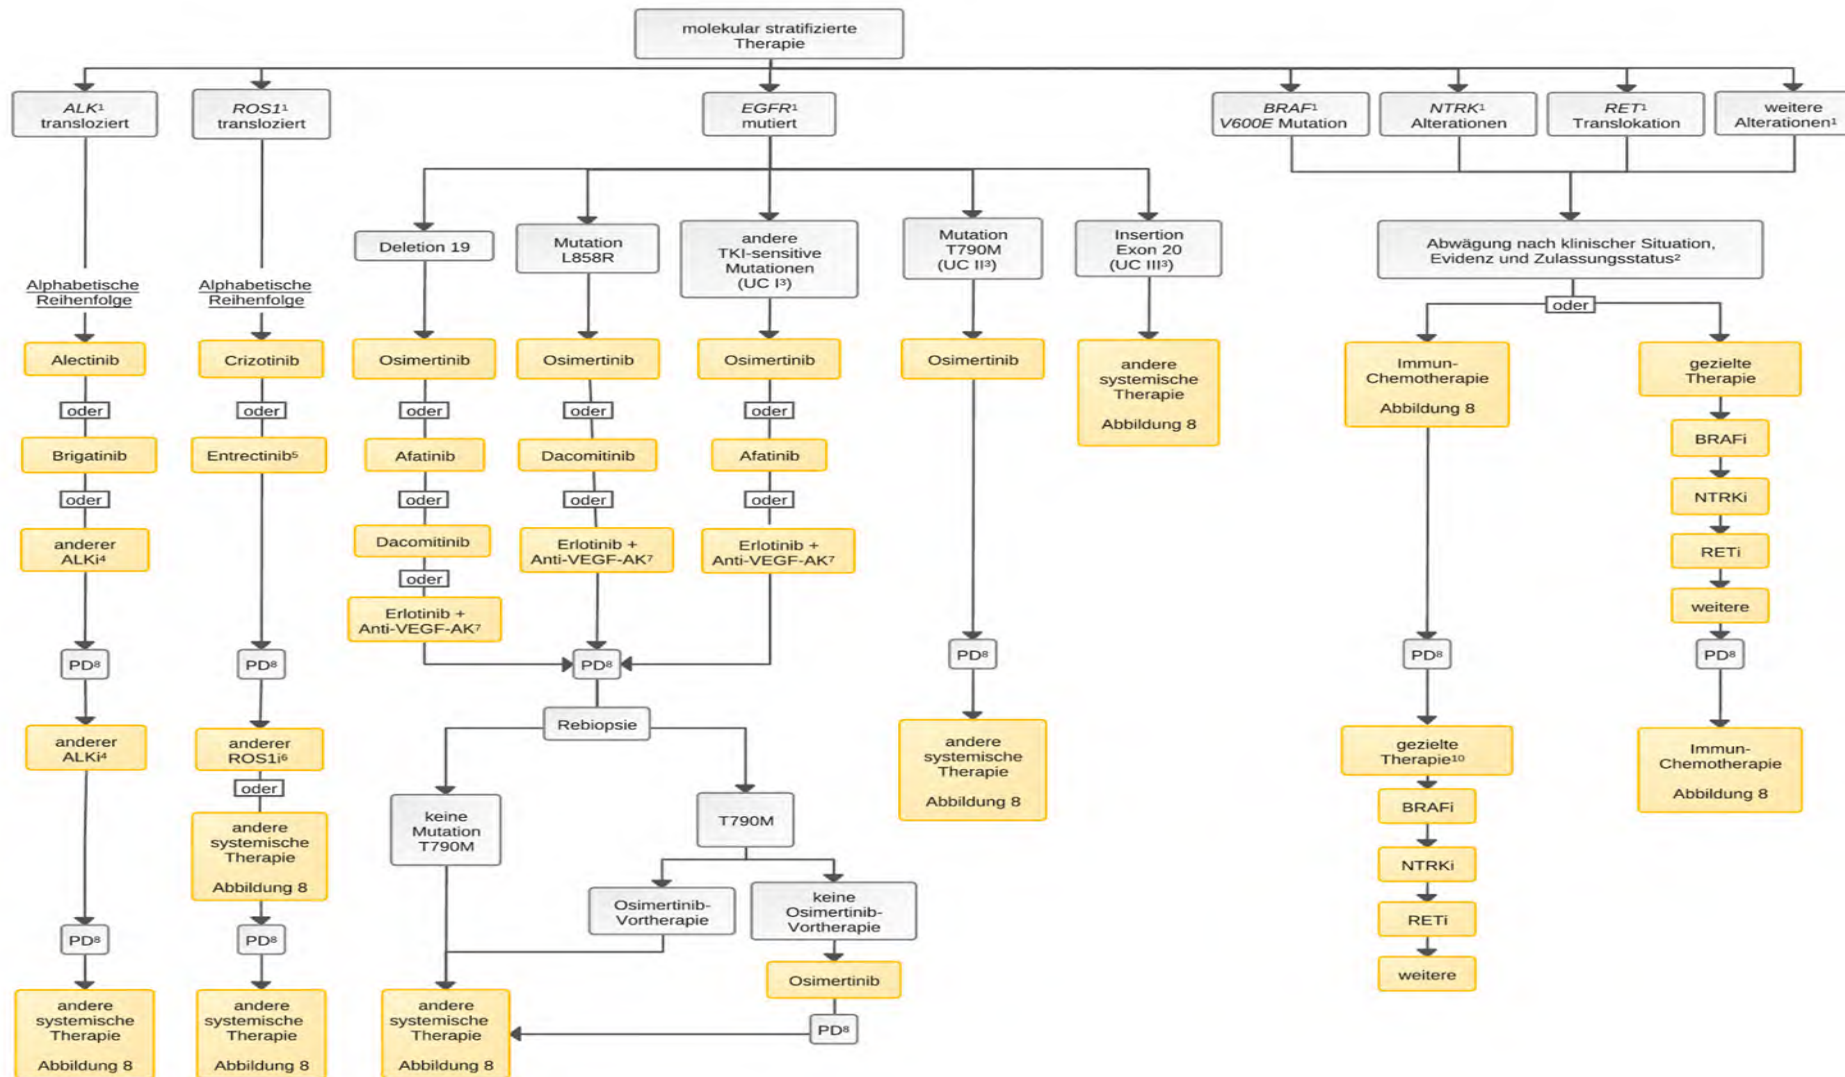 molekular stratifizierte
Therapie
ALK¹
transloziert
ROS1¹
transloziert
EGFR¹
mutiert
BRAF¹
V600E Mutation
NTRK¹
Alterationen
RET¹
Translokation
weitere
Alterationen¹
Alphabetische
Reihenfolge
Alectinib
oder
Brigatinib
oder
anderer
ALKi⁴
PD⁸
anderer
ALKi⁴
PD⁸
andere
systemische
Therapie
Abbildung 8
Alphabetische
Reihenfolge
Crizotinib
oder
Entrectinib⁵
PD⁸
anderer
ROS1i⁶
oder
andere
systemische
Therapie
Abbildung 8
PD⁸
andere
systemische
Therapie
Abbildung 8
Deletion 19
Osimertinib
oder
Afatinib
oder
Dacomitinib
oder
Erlotinib +
Anti-VEGF-AK⁷
Mutation
L858R
Osimertinib
oder
Dacomitinib
oder
Erlotinib +
Anti-VEGF-AK⁷
andere
TKI-sensitive
Mutationen
(UC I³)
Osimertinib
oder
Afatinib
oder
Erlotinib +
Anti-VEGF-AK⁷
PD⁸
Rebiopsie
keine
Mutation
T790M
T790M
Osimertinib-
Vortherapie
keine
Osimertinib-
Vortherapie
Osimertinib
PD⁸
andere
systemische
Therapie
Abbildung 8
Mutation
T790M
(UC II³)
Osimertinib
PD⁸
andere
systemische
Therapie
Abbildung 8
Insertion
Exon 20
(UC III³)
andere
systemische
Therapie
Abbildung 8
Abwägung nach klinischer Situation,
Evidenz und Zulassungsstatus²
oder
Immun-
Chemotherapie
Abbildung 8
PD⁸
gezielte
Therapie¹⁰
BRAFi
NTRKi
RETi
weitere
gezielte
Therapie
BRAFi
NTRKi
RETi
weitere
PD⁸
Immun-
Chemotherapie
Abbildung 8